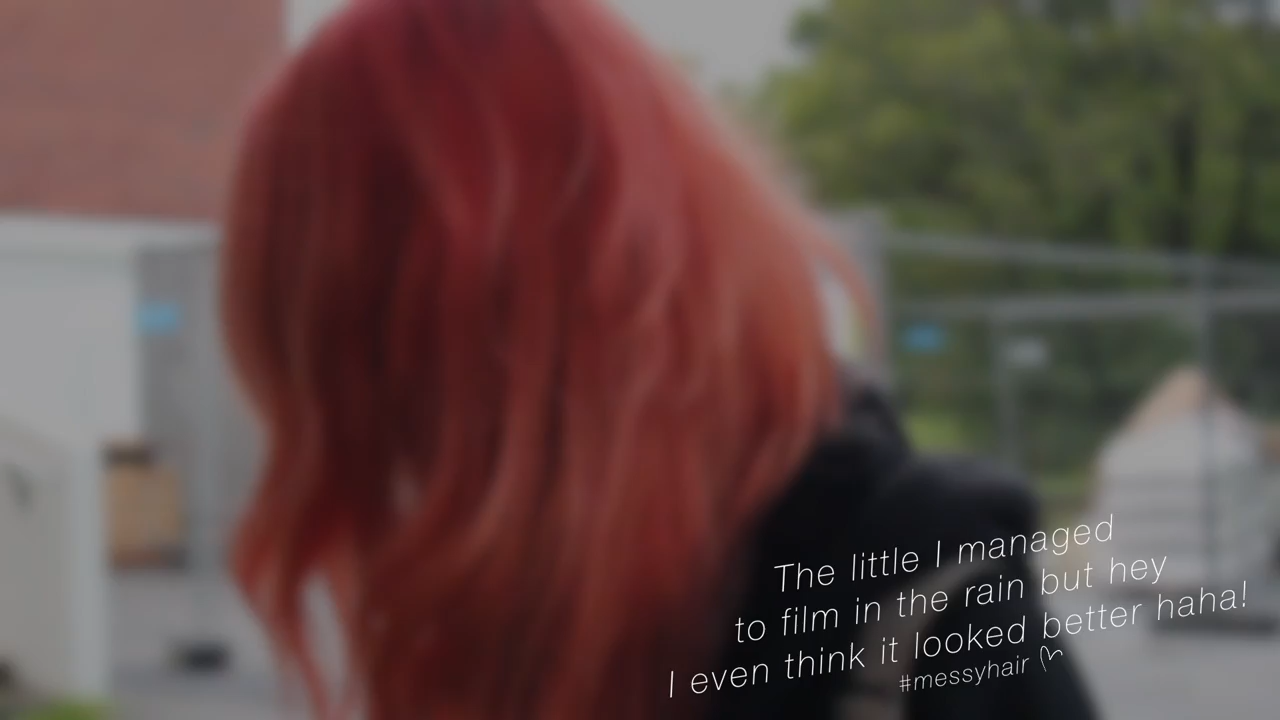 The little I managed
to film in the rain but hey
I even think it looked better haha!
#messyhair ♡